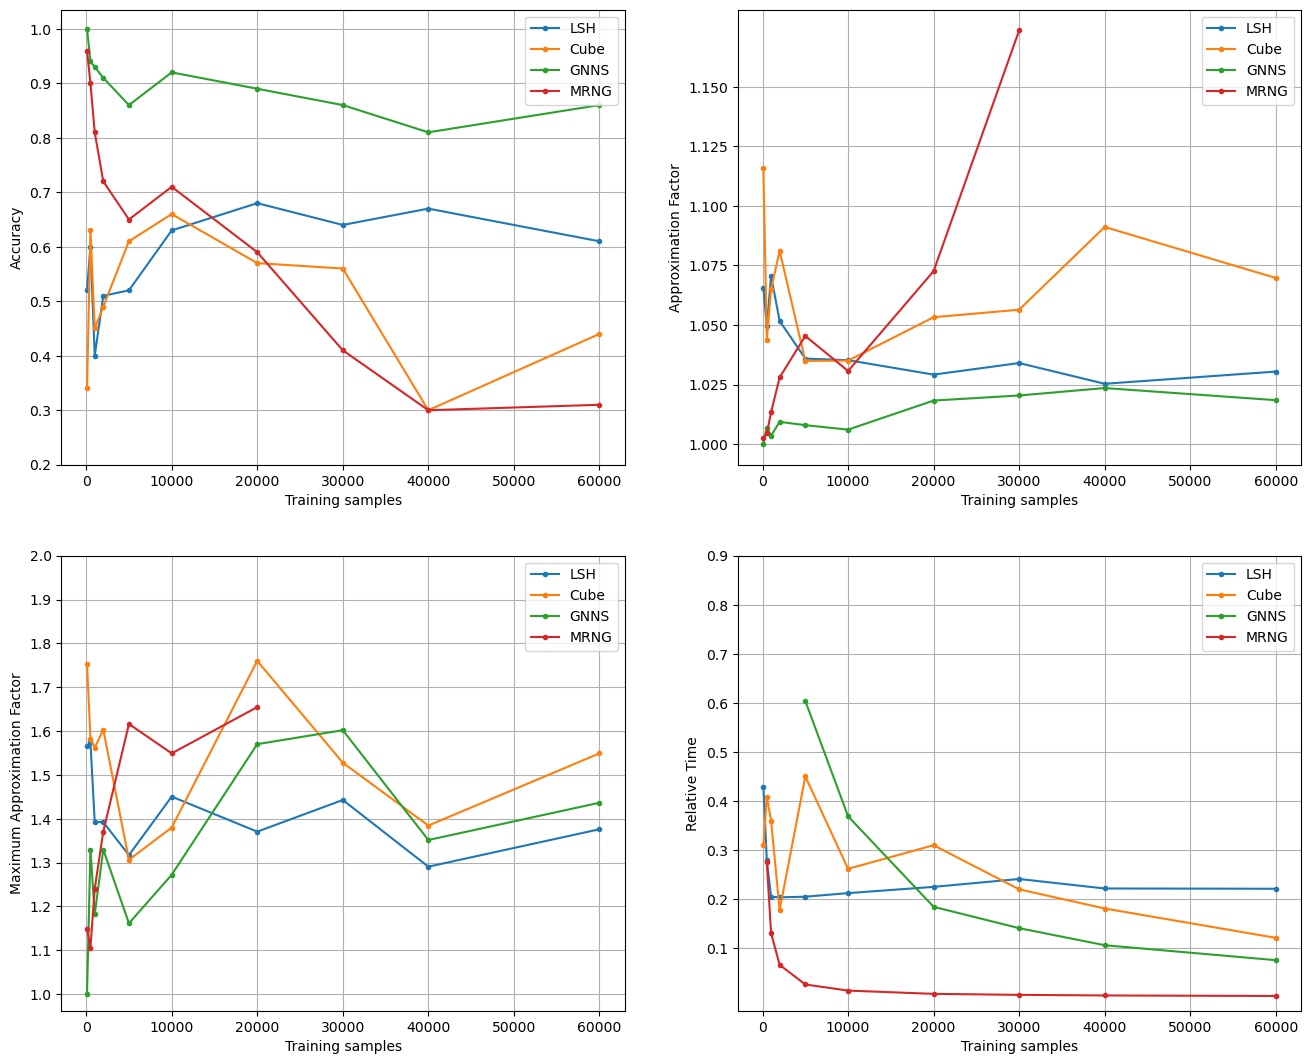 1.0
0.9
0.8
0.7
0.6
0.5
0.4
0.3
0.2
Accuracy
0 10000 20000 30000 40000 50000 60000
Training samples
LSH
Cube
GNNS
MRNG
1.150
1.125
1.100
1.075
1.050
1.025
1.000
Approximation Factor
0 10000 20000 30000 40000 50000 60000
Training samples
LSH
Cube
GNNS
MRNG
2.0
1.9
1.8
1.7
1.6
1.5
1.4
1.3
1.2
1.1
1.0
Maximum Approximation Factor
0 10000 20000 30000 40000 50000 60000
Training samples
LSH
Cube
GNNS
MRNG
0.9
0.8
0.7
0.6
0.5
0.4
0.3
0.2
0.1
Relative Time
0 10000 20000 30000 40000 50000 60000
Training samples
LSH
Cube
GNNS
MRNG